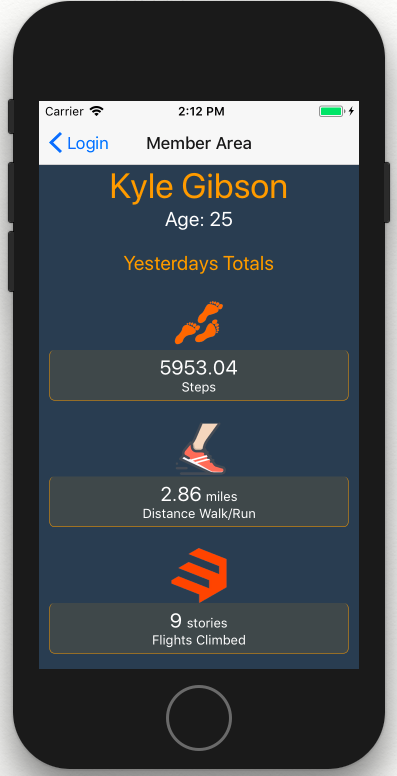 Carrier 2:12 PM
Login Member Area
Kyle Gibson
Age: 25
Yesterdays Totals
5953.04
Steps
2.86 miles
Distance Walk/Run
9 stories
Flights Climbed